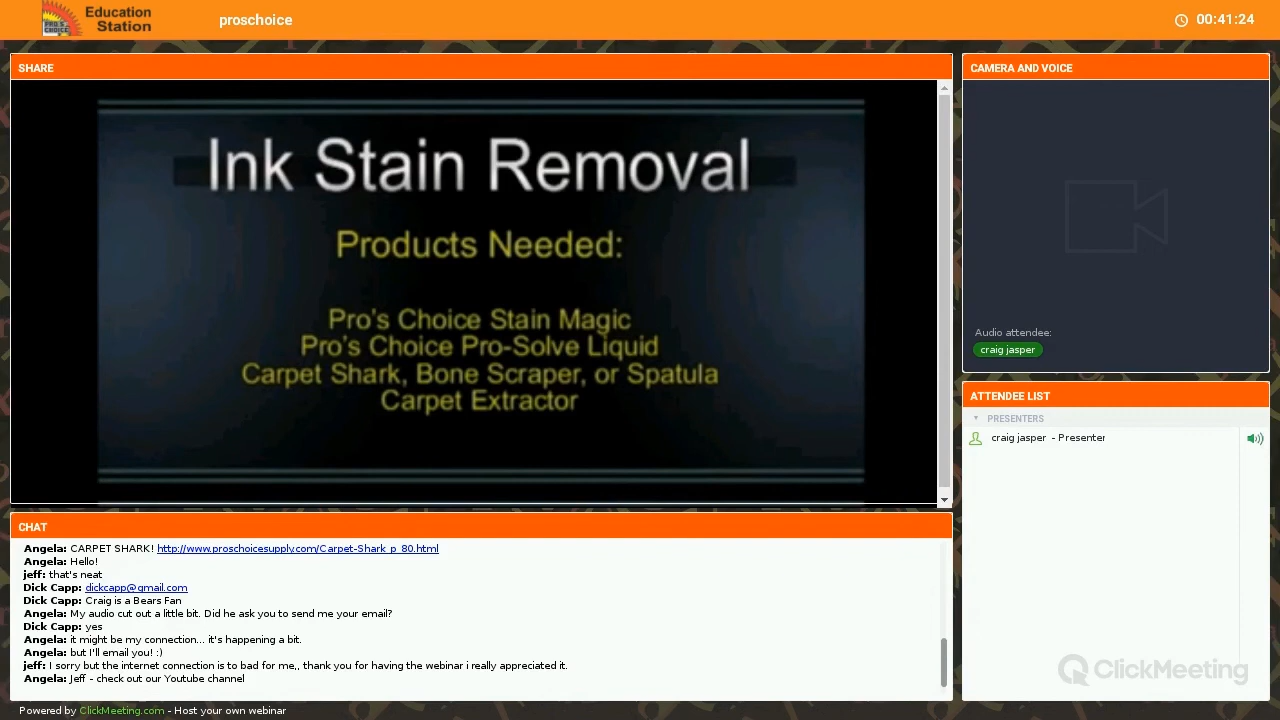 PRO'S
CHOICE
Education
Station
proschoice
00:41:24
SHARE
Ink Stain Removal
Products Needed:
Pro's Choice Stain Magic
Pro's Choice Pro-Solve Liquid
Carpet Shark, Bone Scraper, or Spatula
Carpet Extractor
CAMERA AND VOICE
Audio attendee:
craig jasper
ATTENDEE LIST
PRESENTERS
craig jasper - Presenter
CHAT
Angela: CARPET SHARK! http://www.proschoicesupply.com/Carpet-Shark_p_80.html
Angela: Hello!
jeff: that's neat
Dick Capp: dickcapp@gmail.com
Dick Capp: Craig is a Bears Fan
Angela: My audio cut out a little bit. Did he ask you to send me your email?
Dick Capp: yes
Angela: it might be my connection... it's happening a bit.
Angela: but I'll email you! :)
jeff: I sorry but the internet connection is to bad for me,, thank you for having the webinar i really appreciated it.
Angela: Jeff - check out our Youtube channel
ClickMeeting
Powered by ClickMeeting.com - Host your own webinar